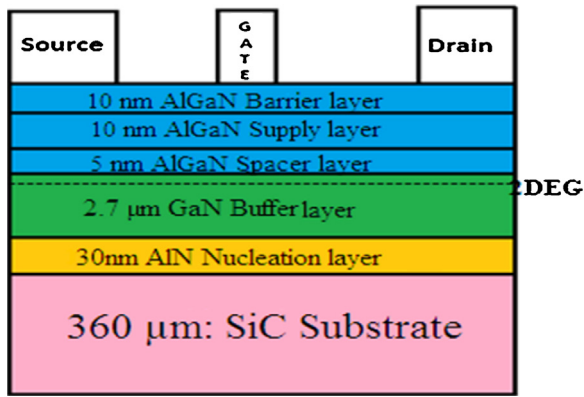 Source
GATE
Drain
10 nm AlGaN Barrier layer
10 nm AlGaN Supply layer
5 nm AlGaN Spacer layer
2DEG
2.7 μm GaN Buffer layer
30nm AlN Nucleation layer
360 μm: SiC Substrate